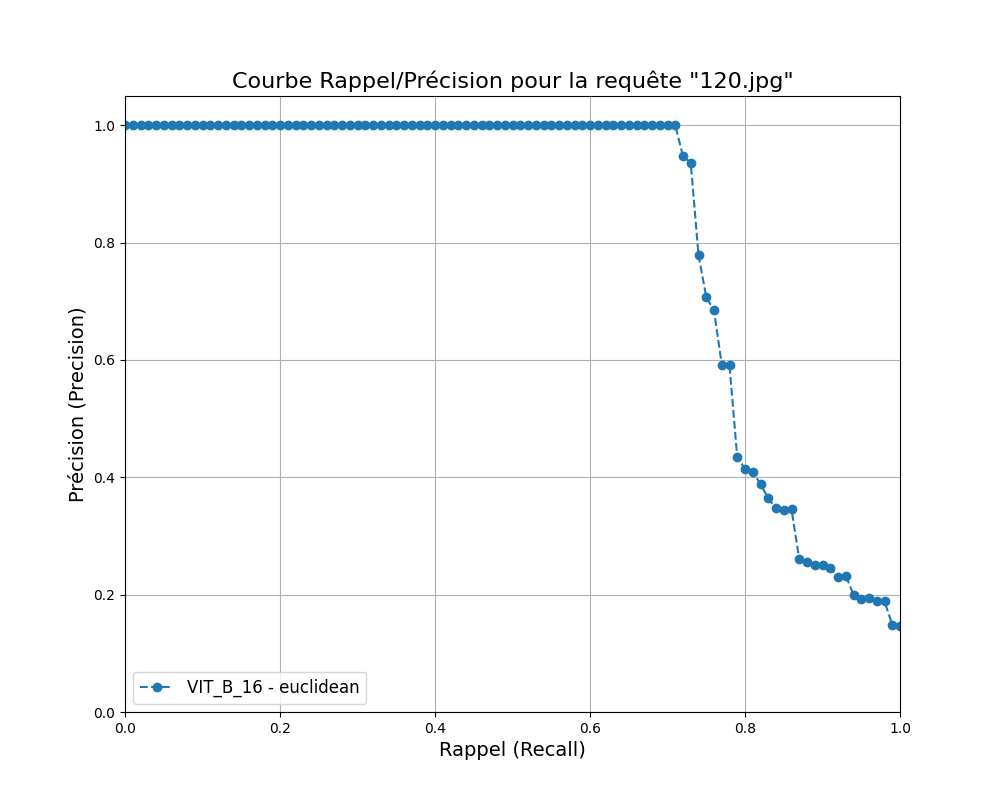 Courbe Rappel/Précision pour la requête "120.jpg"
1.0
0.8
0.6
0.4
0.2
0.0
Précision (Precision)
VIT_B_16 - euclidean
0.0 0.2 0.4 0.6 0.8 1.0
Rappel (Recall)